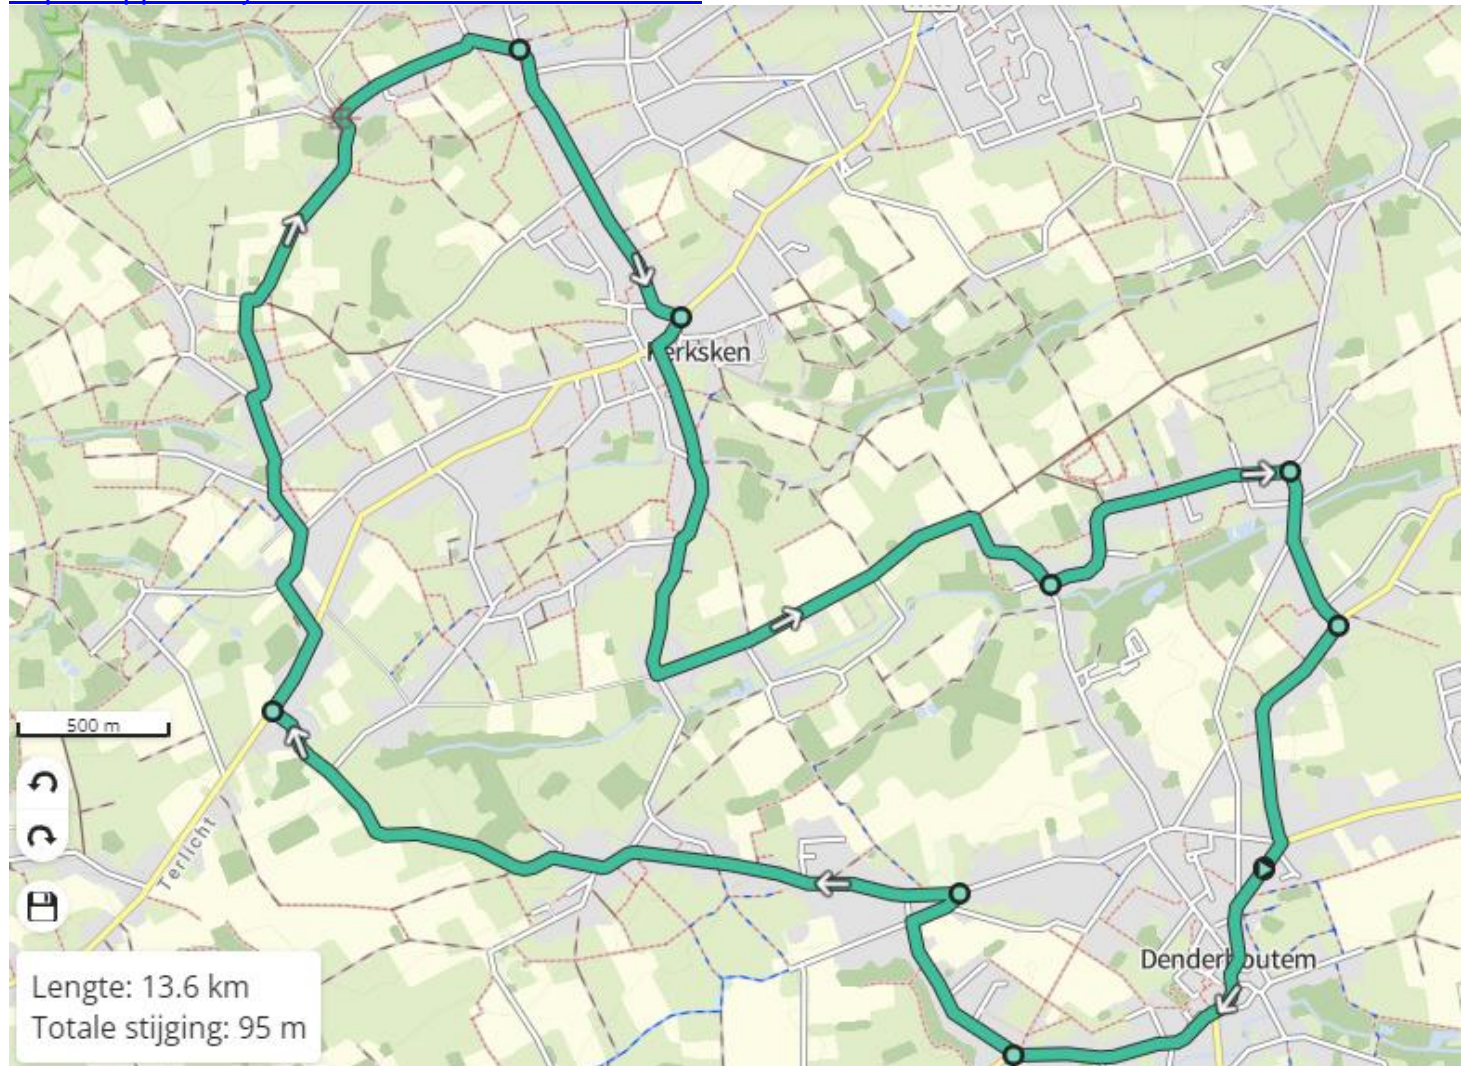 Kerksken
500 m
Terlicht
Denderhoutem
Lengte: 13.6 km
Totale stijging: 95 m